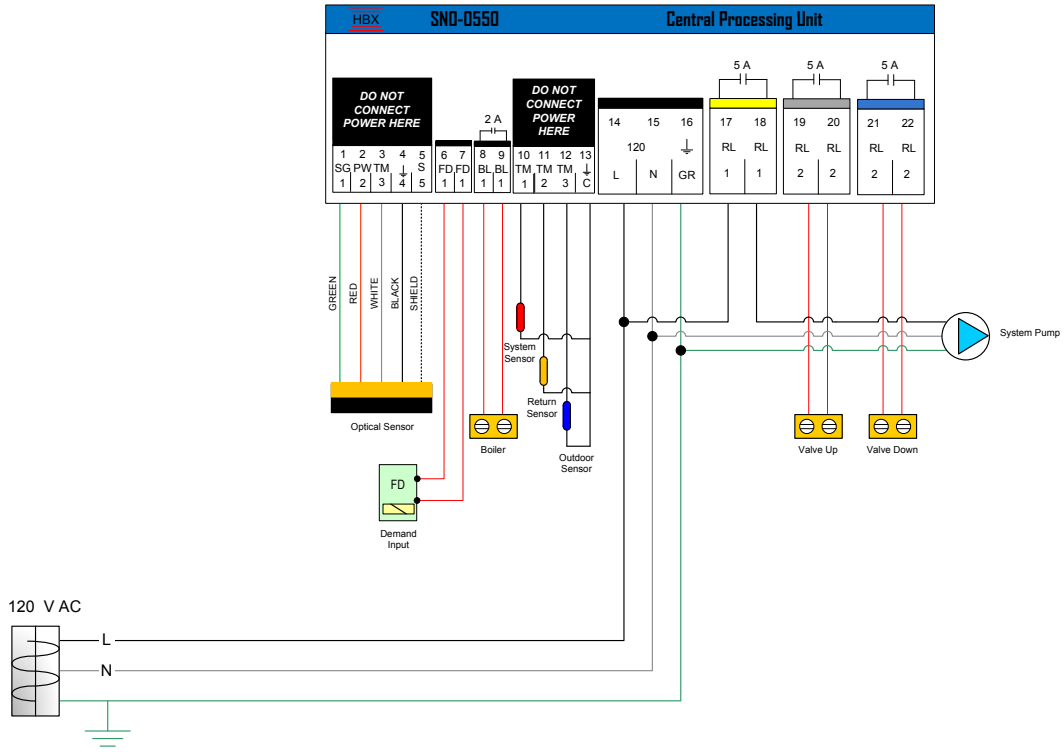 HBX SNO-0550 Central Processing Unit
5 A 5 A 5 A
DO NOT
CONNECT
POWER HERE
2 A
DO NOT
CONNECT
POWER
HERE
1 2 3 4 5 6 7 8 9 10 11 12 13
SG PW TM S FD FD BL BL TM TM TM
1 2 3 4 5 1 1 1 1 1 2 3 C
14 15 16
120
L N GR
17 18 19 20 21 22
RL RL RL RL RL RL
1 1 2 2 2 2
GREEN
RED
WHITE
BLACK
SHIELD
Optical Sensor
System
Sensor
Return
Sensor
Outdoor
Sensor
Boiler
System Pump
Valve Up
Valve Down
FD
Demand
Input
120 V AC
L
N